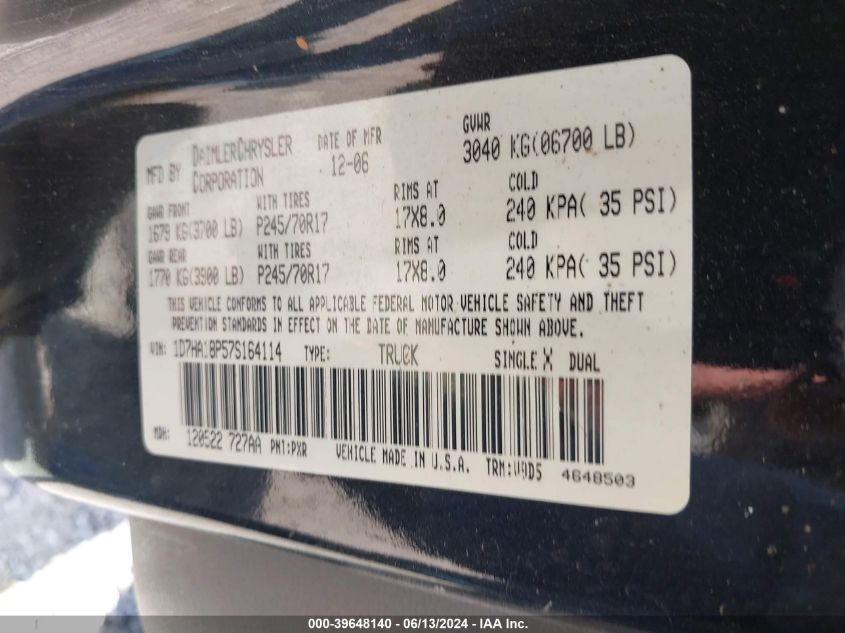 MFD BY DAIMLERCHRYSLER CORPORATION DATE OF MFR 12-06 GVWR 3040 KG(06700 LB)
GAWR FRONT WITH TIRES RIMS AT COLD
1679 KG(3700 LB) P245/70R17 17X8.0 240 KPA( 35 PSI)
GAWR REAR WITH TIRES RIMS AT COLD
1770 KG(3900 LB) P245/70R17 17X8.0 240 KPA( 35 PSI)
THIS VEHICLE CONFORMS TO ALL APPLICABLE FEDERAL MOTOR VEHICLE SAFETY AND THEFT
PREVENTION STANDARDS IN EFFECT ON THE DATE OF MANUFACTURE SHOWN ABOVE.
VIN: 1D7HA18P57S164114 TYPE: TRUCK SINGLE X DUAL
MDH: 120522 727AA PNT:PXR VEHICLE MADE IN U.S.A. 4648503
000-39648140 - 06/13/2024 - IAA Inc.